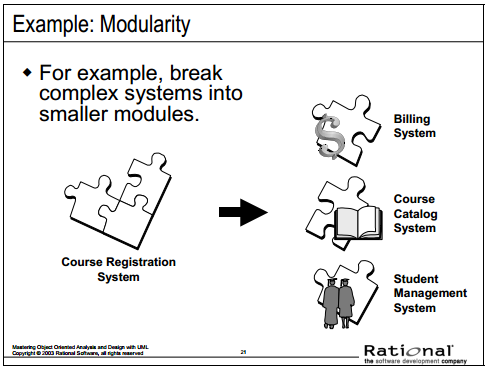 Example: Modularity
For example, break
complex systems into
smaller modules.
Course Registration
System
Billing
System
Course
Catalog
System
Student
Management
System
Mastering Object Oriented Analysis and Design with UML
Copyright © 2003 Rational Software, all rights reserved
21
Rational®
the software development company